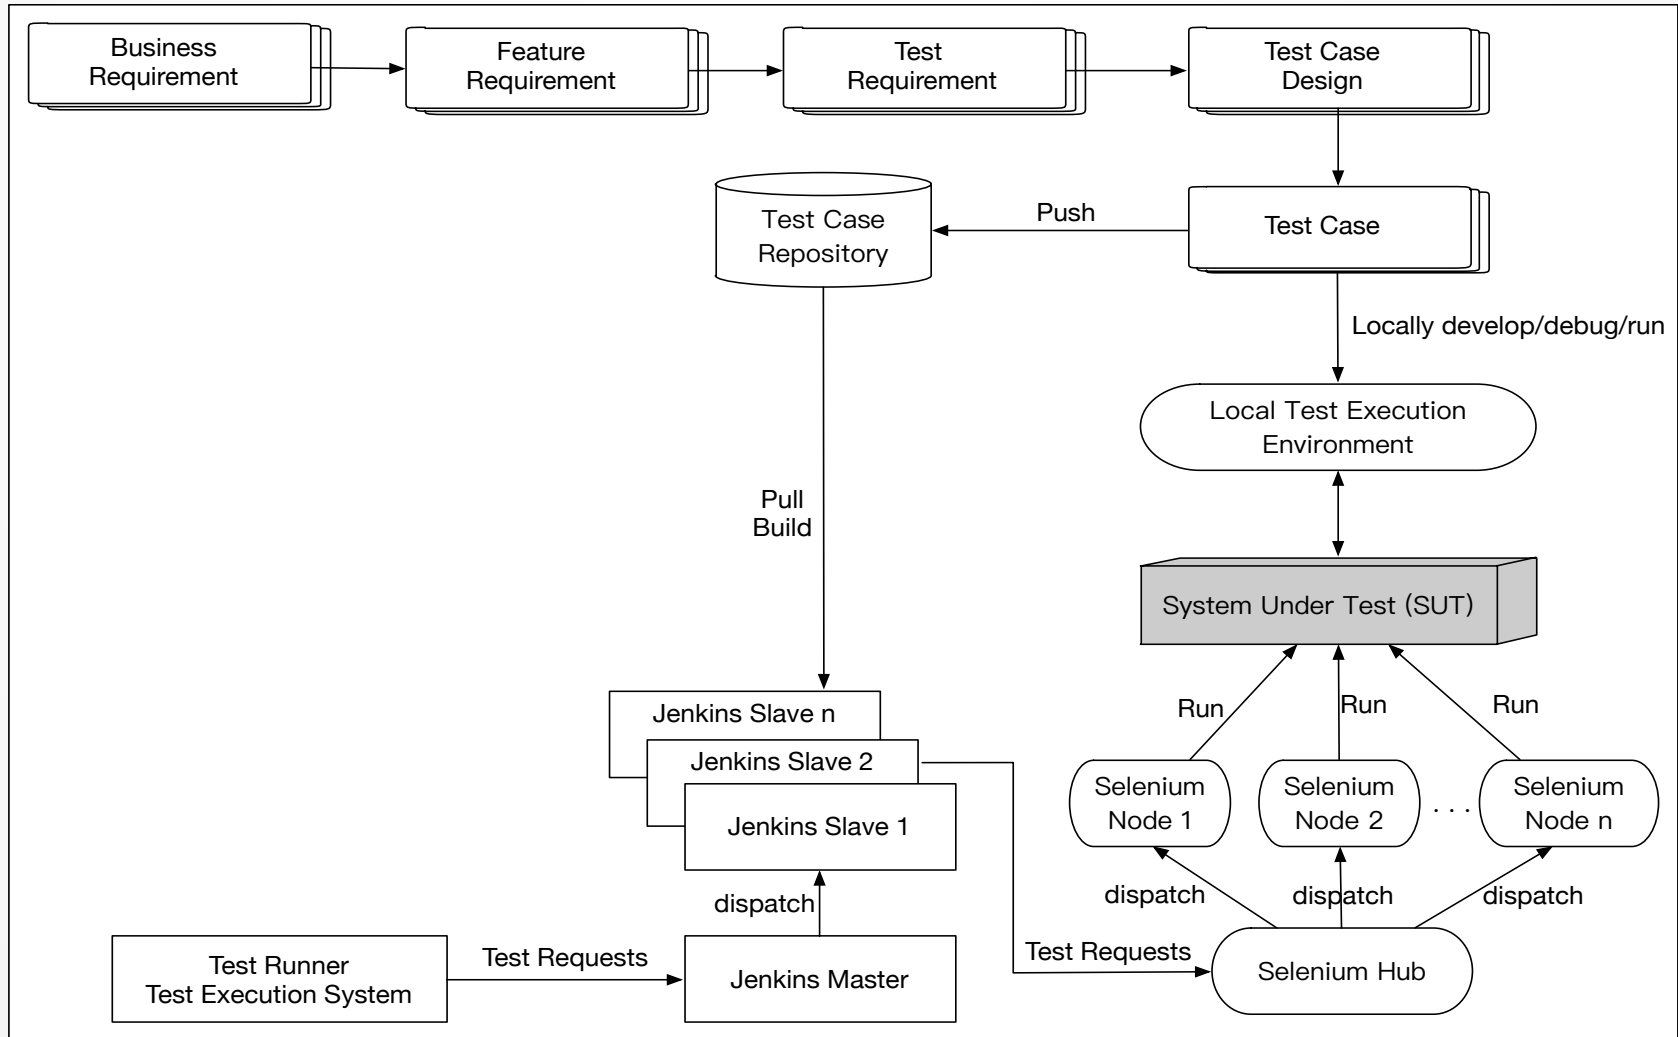 Business
Requirement
Feature
Requirement
Test
Requirement
Test Case
Design
Test Case
Repository
Push
Test Case
Locally develop/debug/run
Local Test Execution
Environment
Pull
Build
System Under Test (SUT)
Run
Run
Run
Jenkins Slave n
Jenkins Slave 2
Jenkins Slave 1
Selenium
Node 1
Selenium
Node 2
. . .
Selenium
Node n
dispatch
dispatch
dispatch
dispatch
Test Runner
Test Execution System
Test Requests
Jenkins Master
Test Requests
Selenium Hub